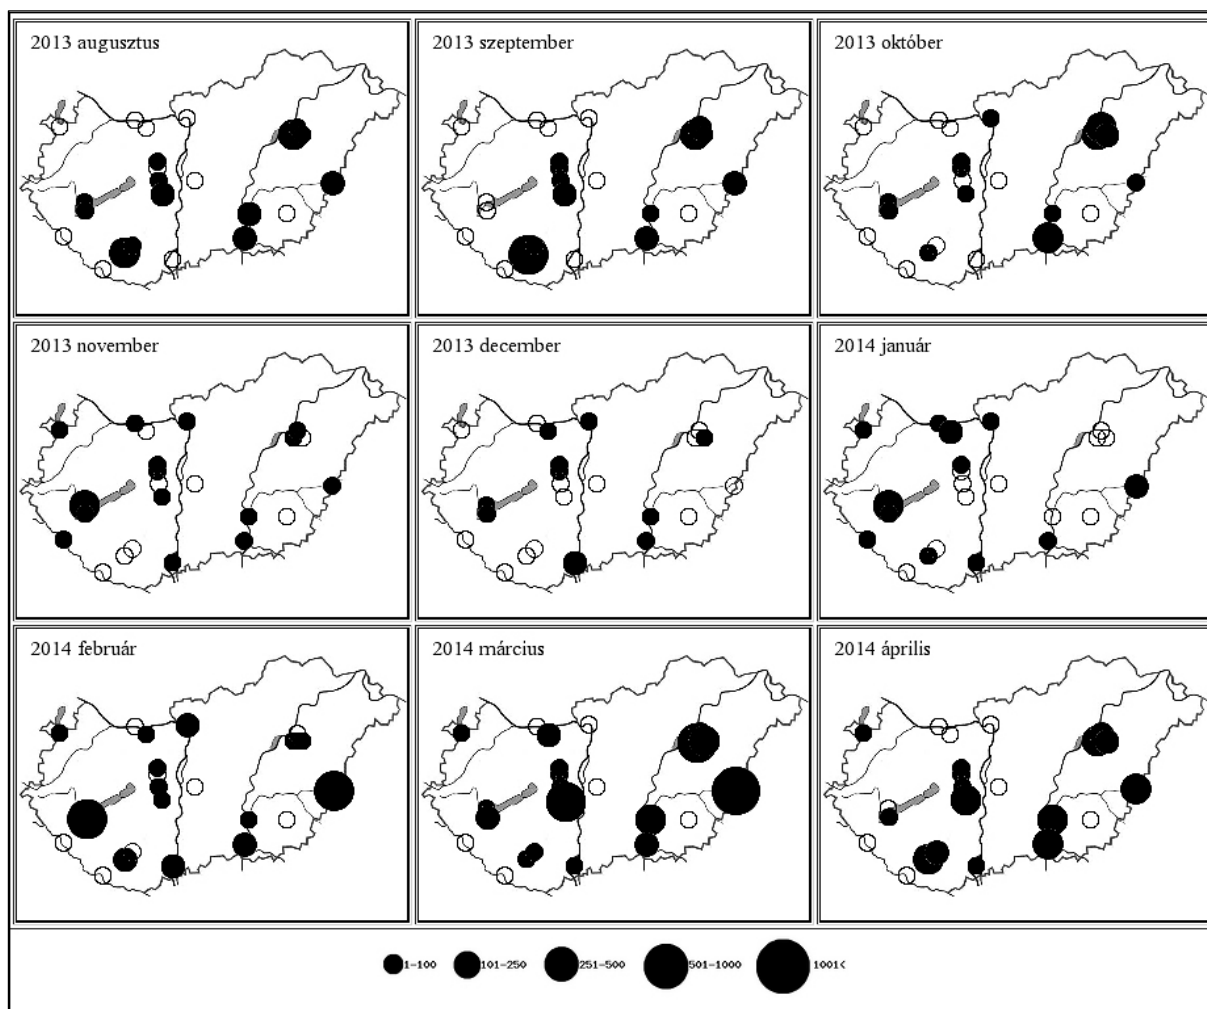 2013 augusztus
2013 szeptember
2013 október
2013 november
2013 december
2014 január
2014 február
2014 március
2014 április
1-100 101-250 251-500 501-1000 1001<